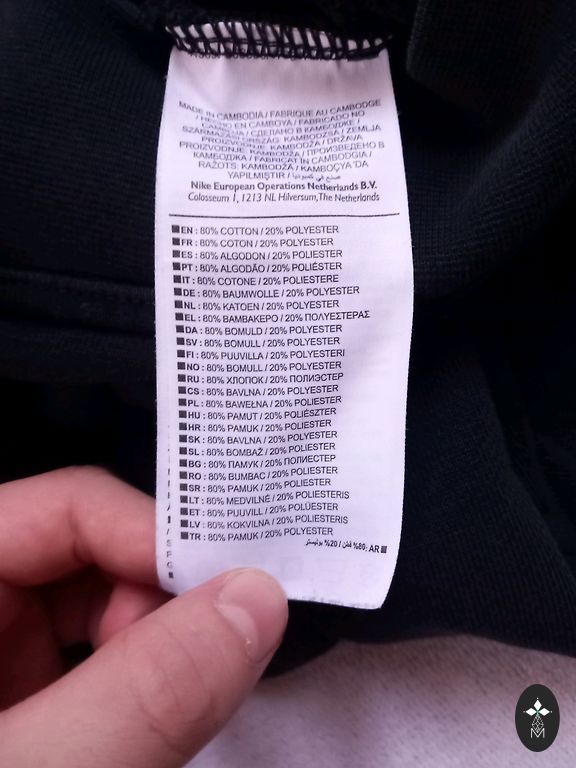 MADE IN CAMBODIA / FABRIQUE AU CAMBODGE
/ HECHO EN CAMBOYA / FABRICADO NO
CAMBOJA /
SZÁRMAZÁSI ORSZÁG: KAMBODZSA / ZEMLJA
PROIZVODNJE: KAMBODŽA / DRŽAVA
PROIZVODNJE: KAMBODŽA / ПРОИЗВЕДЕНО В
КАМБОДЖА / FABRICAT ÎN CAMBODGIA /
RAŽOTS: KAMBODŽĀ / KAMBOÇYA 'DA
YAPILMIŞTIR / صنع في كمبوديا
Nike European Operations Netherlands B.V.
Colosseum 1, 1213 NL Hilversum,The Netherlands
EN : 80% COTTON / 20% POLYESTER
FR : 80% COTON / 20% POLYESTER
ES : 80% ALGODON / 20% POLIESTER
PT : 80% ALGODÃO / 20% POLIÉSTER
IT : 80% COTONE / 20% POLIESTERE
DE : 80% BAUMWOLLE / 20% POLYESTER
NL : 80% KATOEN / 20% POLYESTER
EL : 80% ΒΑΜΒΑΚΕΡΟ / 20% ΠΟΛΥΕΣΤΕΡΑΣ
DA : 80% BOMULD / 20% POLYESTER
SV : 80% BOMULL / 20% POLYESTER
FI : 80% PUUVILLA / 20% POLYESTERI
NO : 80% BOMULL / 20% POLYESTER
RU : 80% ХЛОПОК / 20% ПОЛИЭСТЕР
CS : 80% BAVLNA / 20% POLYESTER
PL : 80% BAWEŁNA / 20% POLIESTER
HU : 80% PAMUT / 20% POLIÉSZTER
HR : 80% PAMUK / 20% POLIESTER
SK : 80% BAVLNA / 20% POLYESTER
SL : 80% BOMBAŽ / 20% POLIESTER
BG : 80% ПАМУК / 20% ПОЛИЕСТЕР
RO : 80% BUMBAC / 20% POLIESTER
SR : 80% PAMUK / 20% POLIESTER
LT : 80% MEDVILNĖ / 20% POLIESTERIS
ET : 80% PUUVILL / 20% POLÜESTER
LV : 80% KOKVILNA / 20% POLIESTERIS
TR : 80% PAMUK / 20% POLYESTER
AR : 80% قطن / 20% بوليستر
M